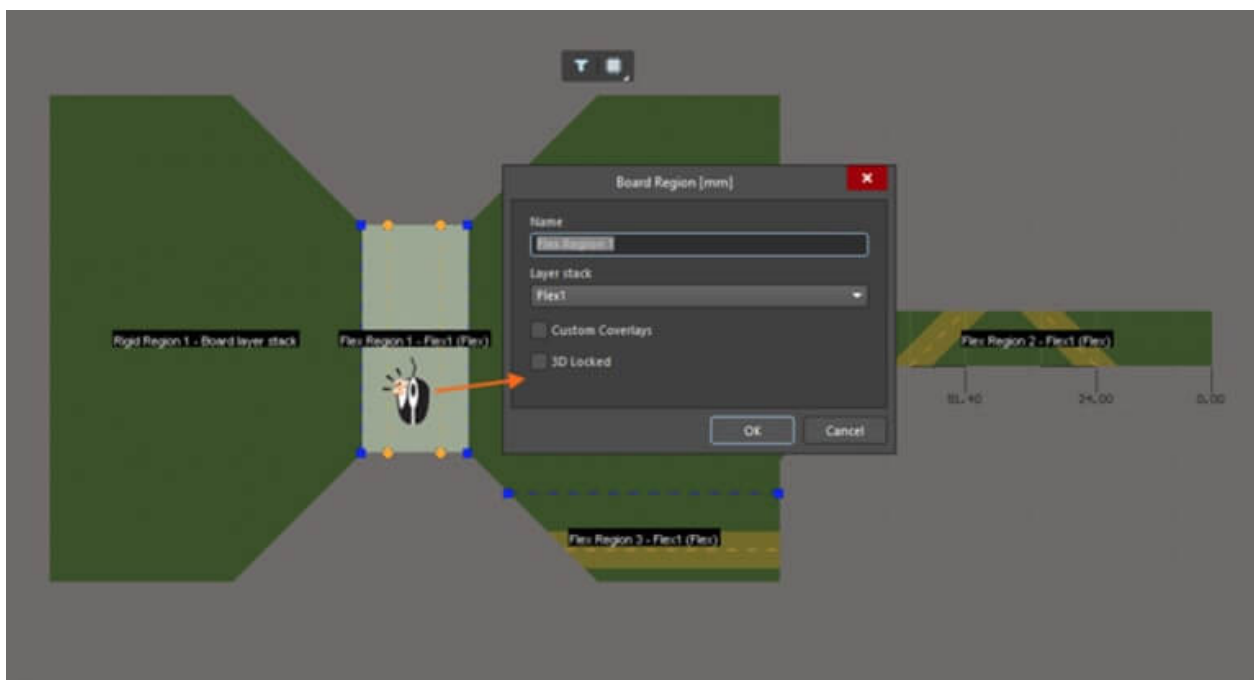 Board Region [mm]
Name
Flex Region 1
Layer stack
Flex1
Custom Coverlays
3D Locked
OK
Cancel
Rigid Region 1 - Board layer stack
Flex Region 1 - Flex1 (Flex)
Flex Region 2 - Flex1 (Flex)
24.00
0.00
Flex Region 3 - Flex1 (Flex)